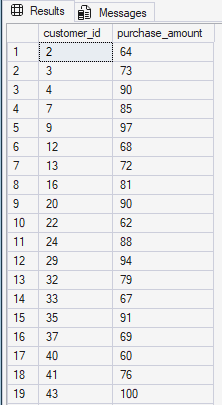 Results Messages
customer_id purchase_amount
1 2 64
2 3 73
3 4 90
4 7 85
5 9 97
6 12 68
7 13 72
8 16 81
9 20 90
10 22 62
11 24 88
12 29 94
13 32 79
14 33 67
15 35 91
16 37 69
17 40 60
18 41 76
19 43 100